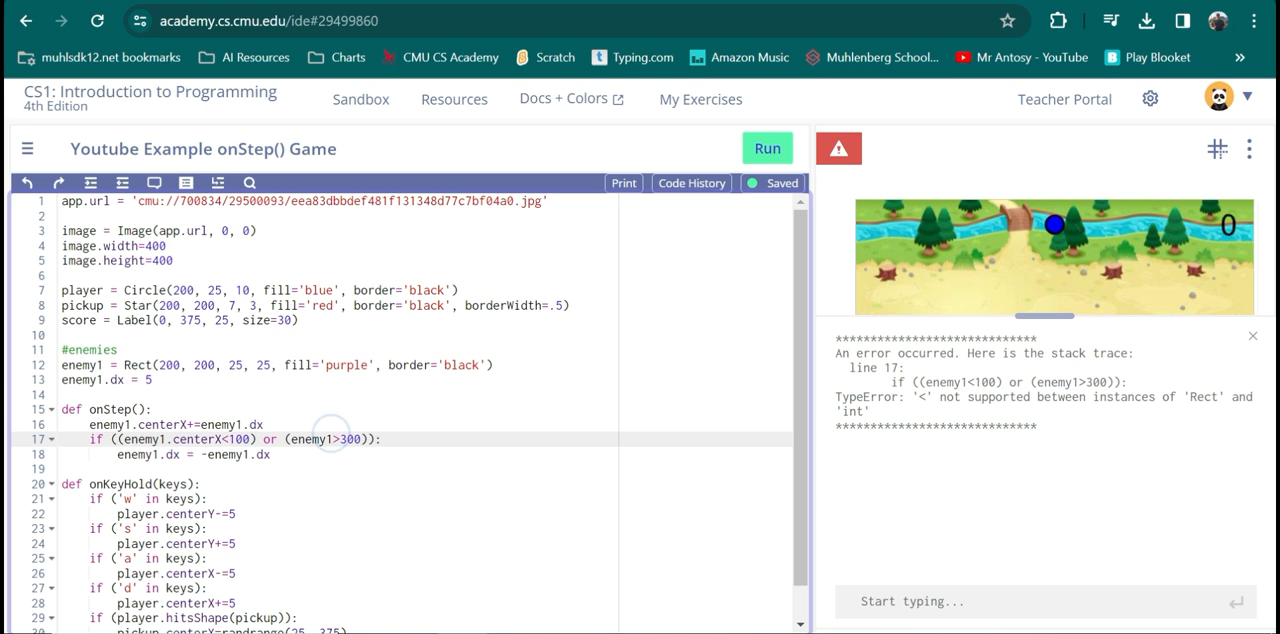 academy.cs.cmu.edu/ide#29499860
muhlsdk12.net bookmarks AI Resources Charts CMU CS Academy Scratch Typing.com Amazon Music Muhlenberg School... Mr Antosy - YouTube Play Blooket »
CS1: Introduction to Programming
4th Edition
Sandbox Resources Docs + Colors My Exercises Teacher Portal
Youtube Example onStep() Game Run
Print Code History Saved
1 app.url = 'cmu://700834/29500093/eea83dbbdef481f131348d77c7bf04a0.jpg'
2
3 image = Image(app.url, 0, 0)
4 image.width=400
5 image.height=400
6
7 player = Circle(200, 25, 10, fill='blue', border='black')
8 pickup = Star(200, 200, 7, 3, fill='red', border='black', borderWidth=.5)
9 score = Label(0, 375, 25, size=30)
10
11 #enemies
12 enemy1 = Rect(200, 200, 25, 25, fill='purple', border='black')
13 enemy1.dx = 5
14
15 def onStep():
16 enemy1.centerX+=enemy1.dx
17 if ((enemy1.centerX<100) or (enemy1>300)):
18 enemy1.dx = -enemy1.dx
19
20 def onKeyHold(keys):
21 if ('w' in keys):
22 player.centerY-=5
23 if ('s' in keys):
24 player.centerY+=5
25 if ('a' in keys):
26 player.centerX-=5
27 if ('d' in keys):
28 player.centerX+=5
29 if (player.hitsShape(pickup)):
30 pickup.centerX=randrange(25, 375)
0
*****************************
An error occurred. Here is the stack trace:
line 17:
if ((enemy1<100) or (enemy1>300)):
TypeError: '<' not supported between instances of 'Rect' and
'int'
*****************************
Start typing...